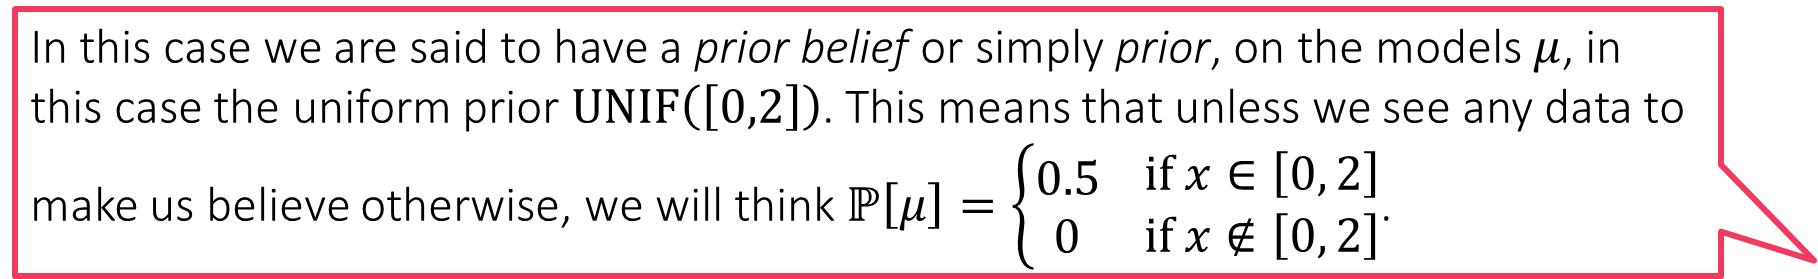 In this case we are said to have a prior belief or simply prior, on the models 𝜇, in
this case the uniform prior UNIF([0,2]). This means that unless we see any data to
make us believe otherwise, we will think ℙ[𝜇] = {0.5 if 𝑥 ∈ [0, 2]
0 if 𝑥 ∉ [0, 2].